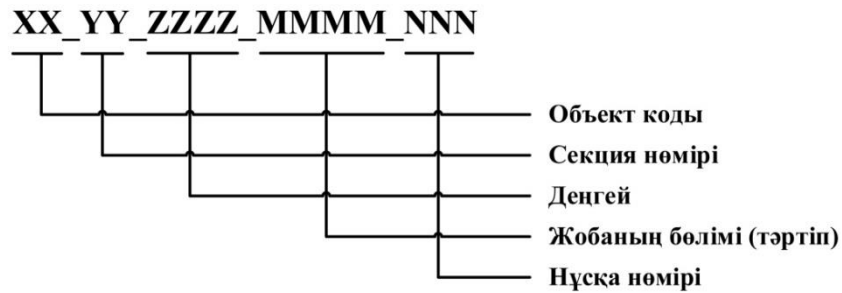 XX_YY_ZZZZ_MMMM_NNN
Объект коды
Секция нөмірі
Деңгей
Жобаның бөлімі (тәртіп)
Нұсқа нөмірі